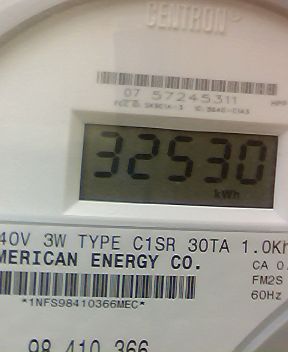 CENTRON®
07 57245311
32530
kWh
40V 3W TYPE C1SR 30TA 1.0Kh
MERICAN ENERGY CO.
CA 0.
FM2S
*1NFS98410366MEC*
60Hz
98 410 366